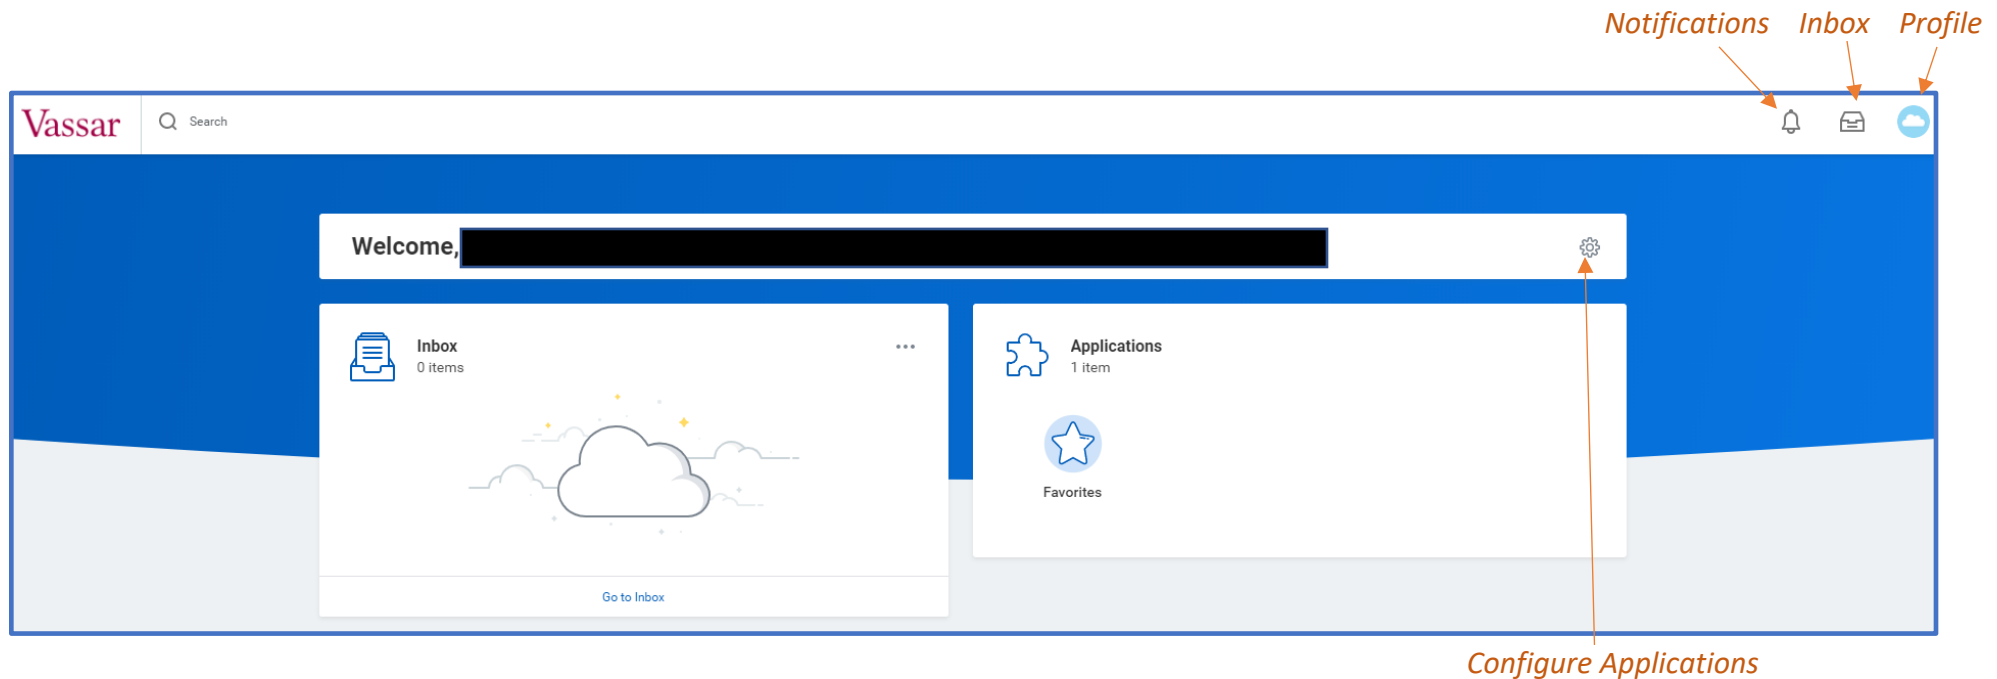 Notifications Inbox Profile
Vassar Search
Welcome,
Inbox
0 items
Applications
1 item
Favorites
Go to Inbox
Configure Applications